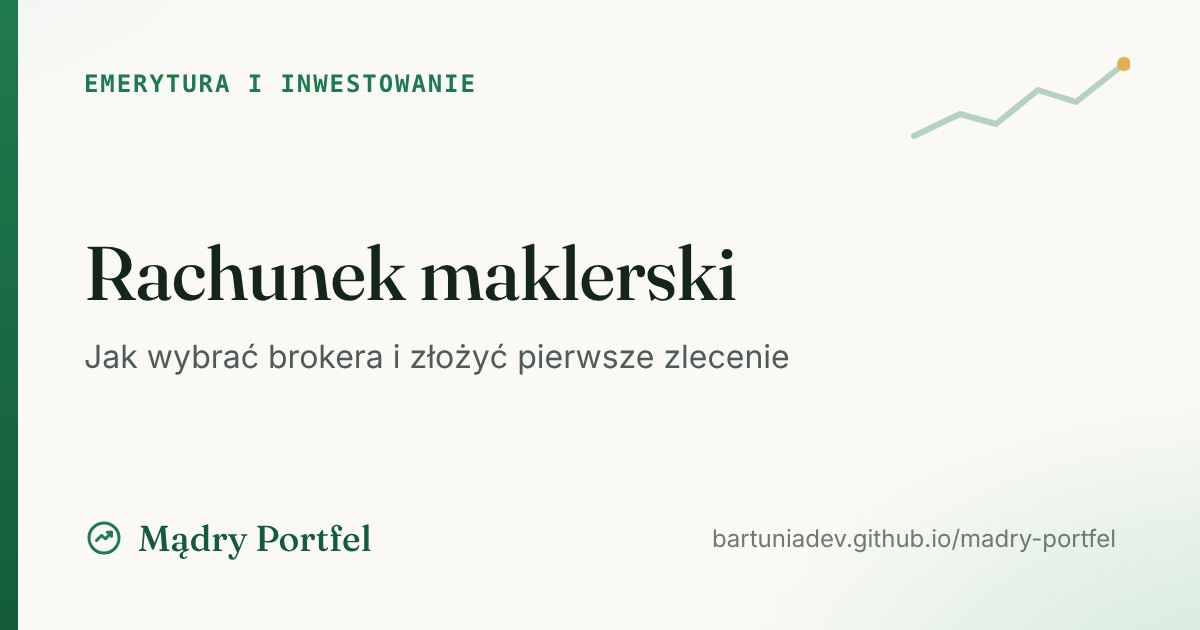 EMERYTURA I INWESTOWANIE
Rachunek maklerski
Jak wybrać brokera i złożyć pierwsze zlecenie
Mądry Portfel
bartuniadev.github.io/madry-portfel